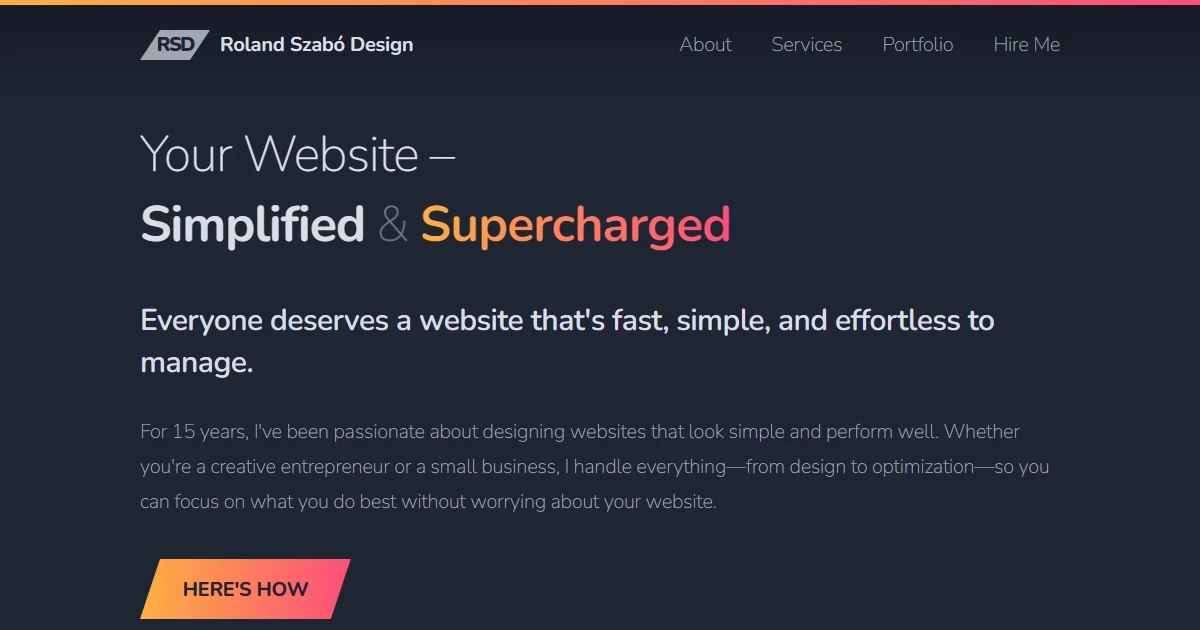 RSD Roland Szabó Design
About Services Portfolio Hire Me
Your Website –
Simplified & Supercharged
Everyone deserves a website that's fast, simple, and effortless to
manage.
For 15 years, I've been passionate about designing websites that look simple and perform well. Whether
you're a creative entrepreneur or a small business, I handle everything—from design to optimization—so you
can focus on what you do best without worrying about your website.
HERE'S HOW